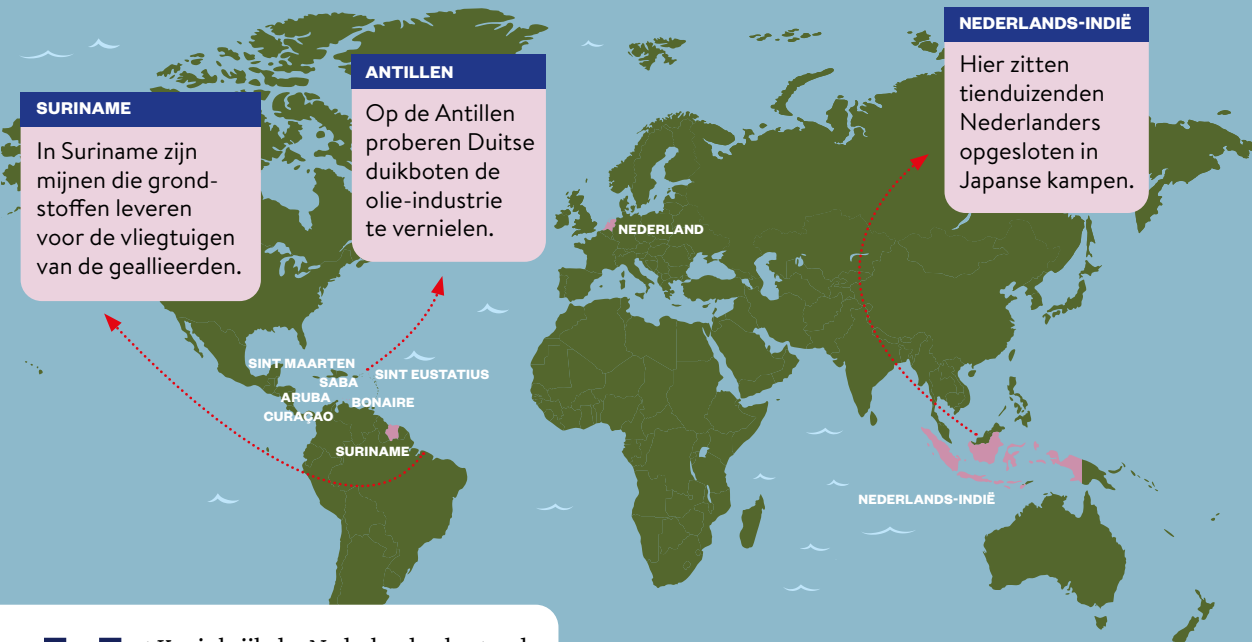 SURINAME
In Suriname zijn
mijnen die grond-
stoffen leveren
voor de vliegtuigen
van de geallieerden.
ANTILLEN
Op de Antillen
proberen Duitse
duikboten de
olie-industrie
te vernielen.
NEDERLANDS-INDIË
Hier zitten
tienduizenden
Nederlanders
opgesloten in
Japanse kampen.
NEDERLAND
SINT MAARTEN
SABA
SINT EUSTATIUS
ARUBA
BONAIRE
CURAÇAO
SURINAME
NEDERLANDS-INDIË